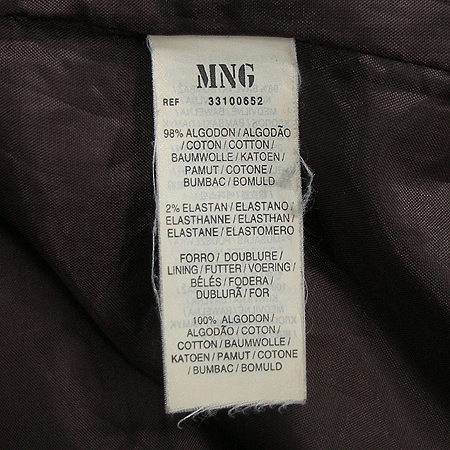 MNG
REF 33100652
98% ALGODON / ALGODÃO
/ COTON / COTTON /
BAUMWOLLE / KATOEN /
PAMUT / COTONE /
BUMBAC / BOMULD
2% ELASTAN / ELASTANO /
ELASTHANNE / ELASTHAN /
ELASTANE / ELASTOMERO
FORRO / DOUBLURE /
LINING / FUTTER / VOERING /
BÉLÉS / FODERA /
DUBLURĂ / FOR
100% ALGODON /
ALGODÃO / COTON /
COTTON / BAUMWOLLE /
KATOEN / PAMUT / COTONE
/ BUMBAC / BOMULD